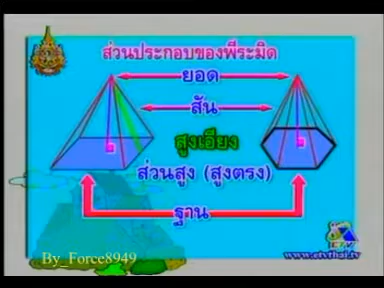 ส่วนประกอบของพีระมิด
ยอด
สัน
สูงเอียง
ส่วนสูง (สูงตรง)
ฐาน
By_Force8949
ETV
www.etvthai.tv